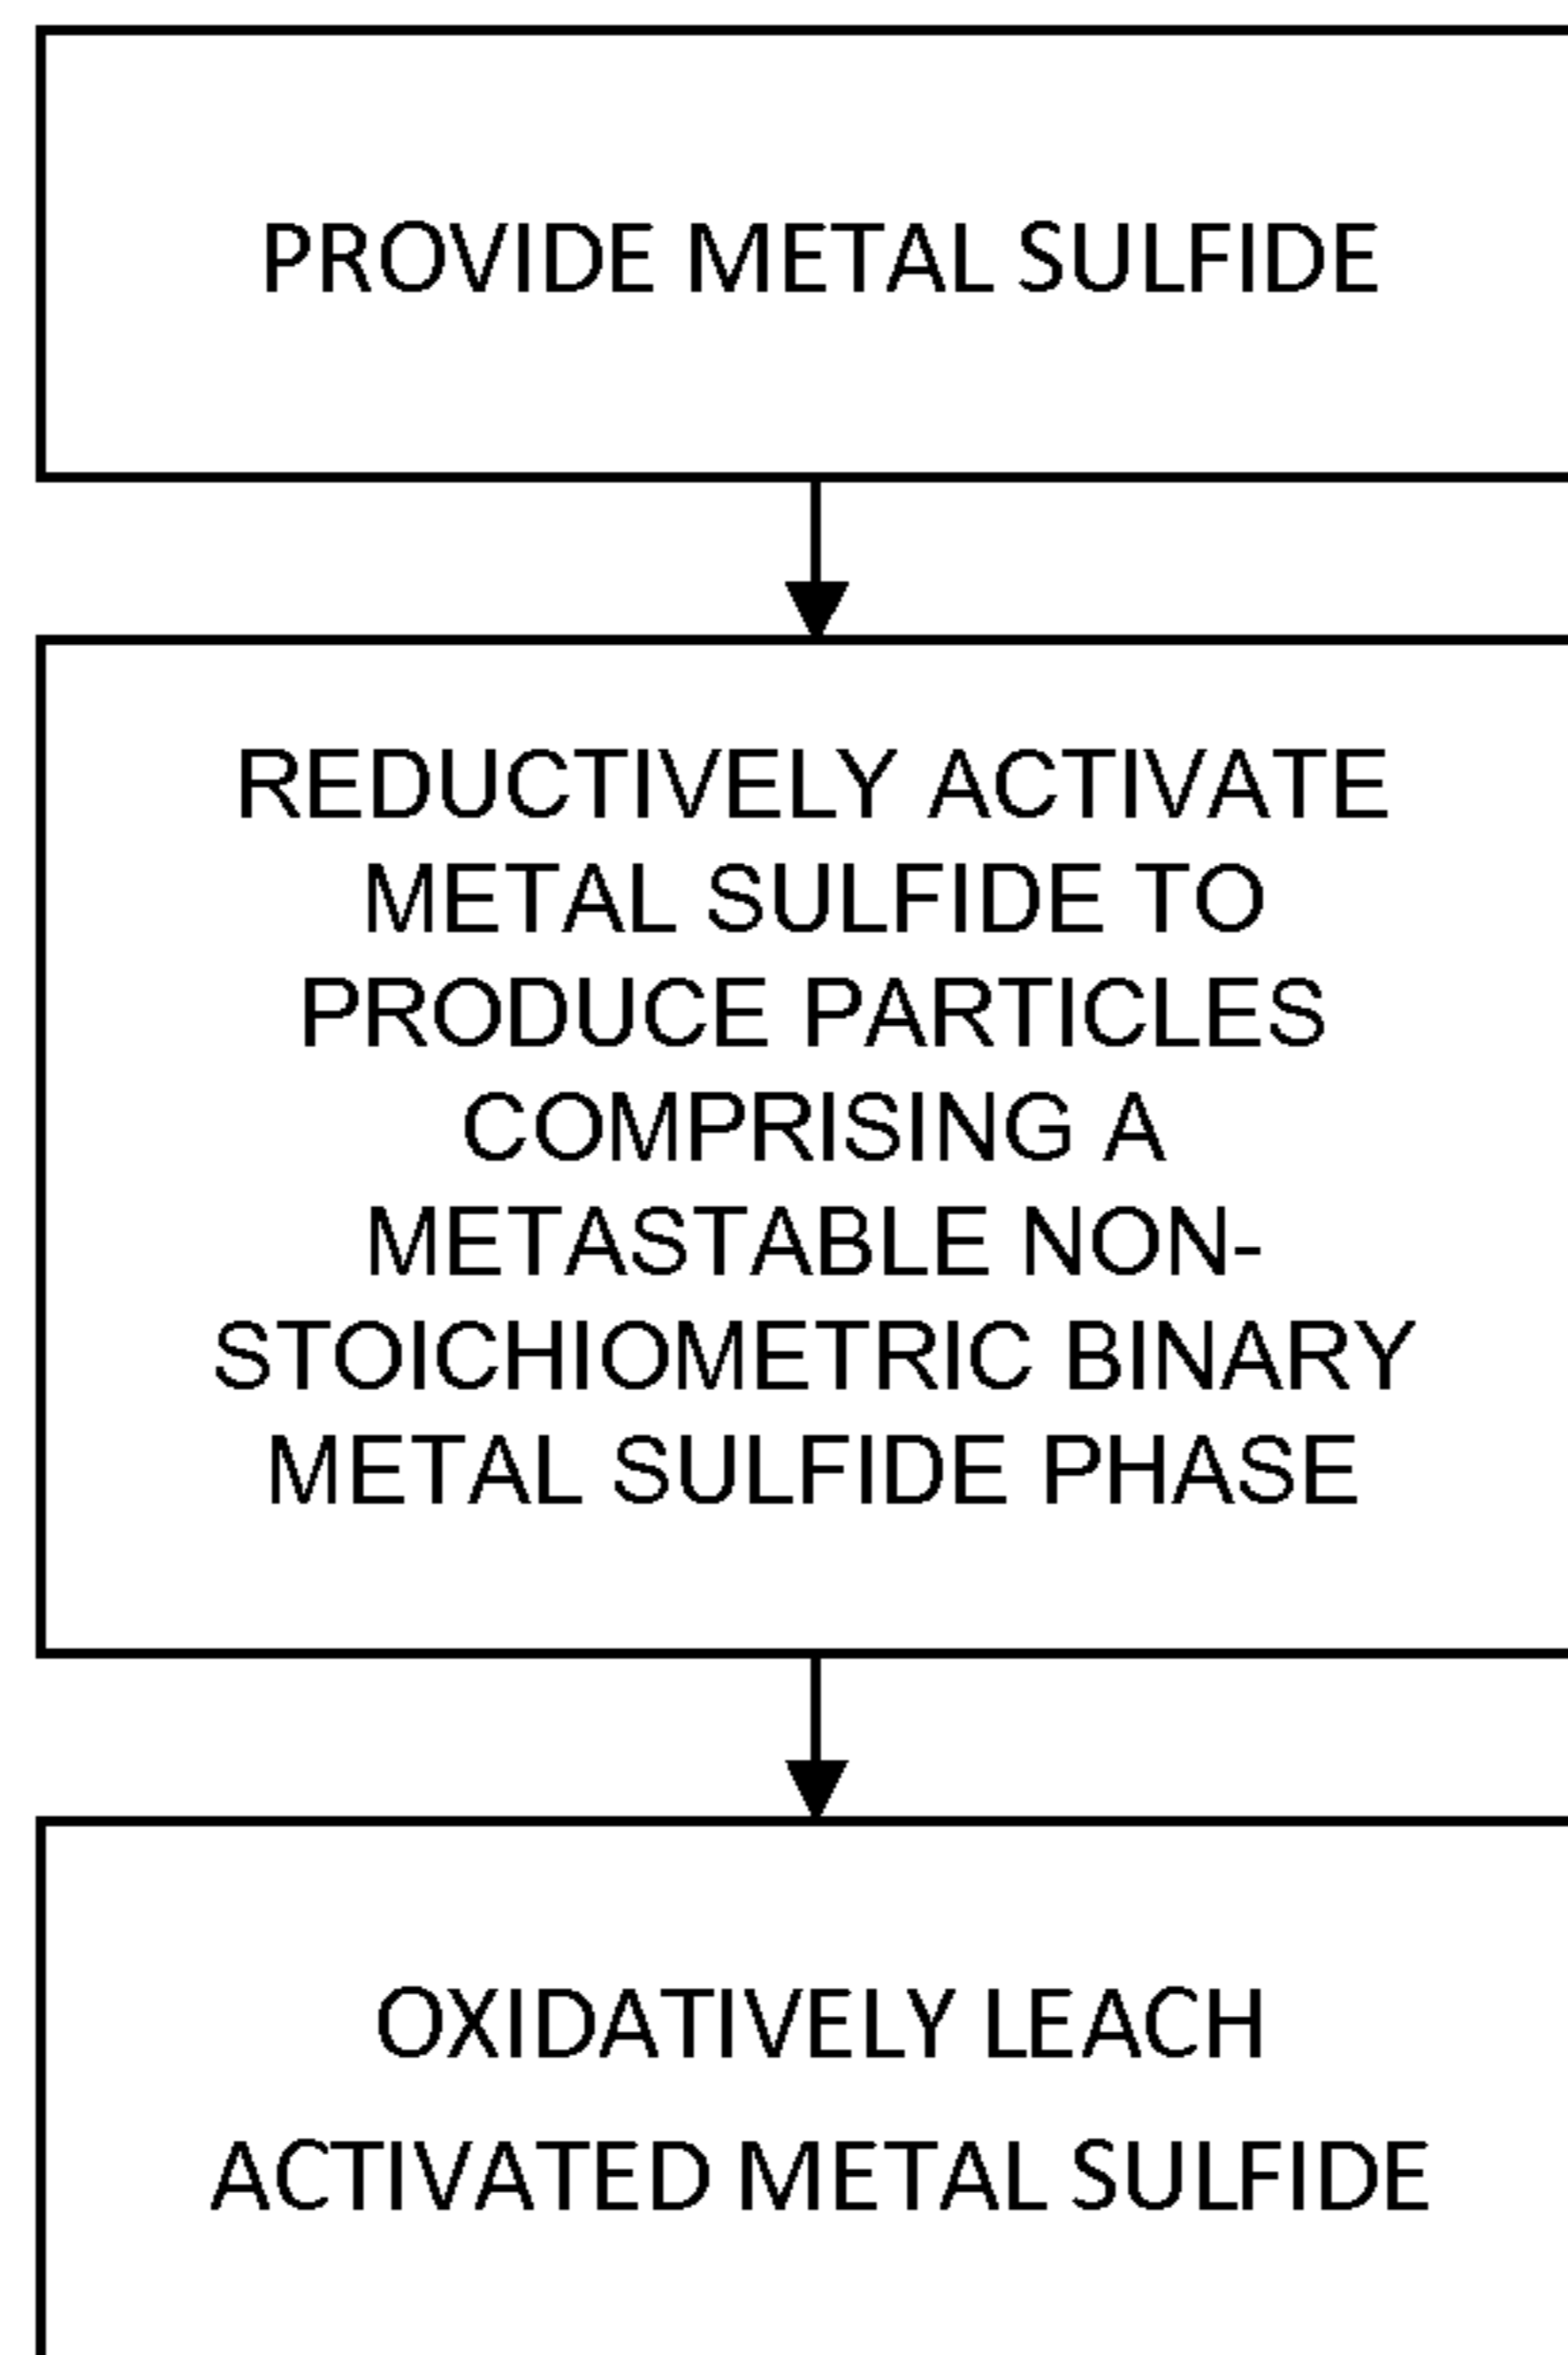 PROVIDE METAL SULFIDE
REDUCTIVELY ACTIVATE
METAL SULFIDE TO
PRODUCE PARTICLES
COMPRISING A
METASTABLE NON-
STOICHIOMETRIC BINARY
METAL SULFIDE PHASE
OXIDATIVELY LEACH
ACTIVATED METAL SULFIDE